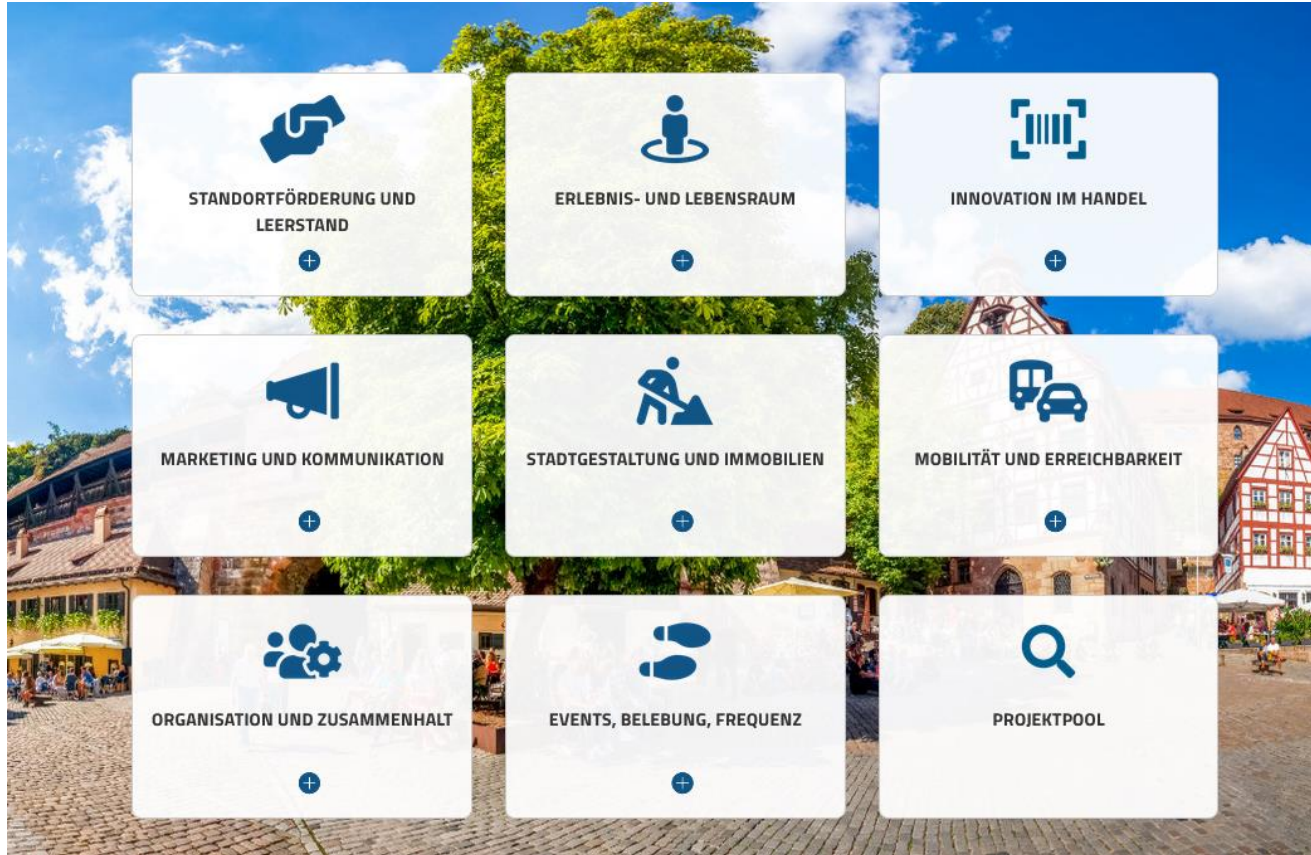 STANDORTFÖRDERUNG UND
LEERSTAND
ERLEBNIS- UND LEBENSRAUM
INNOVATION IM HANDEL
MARKETING UND KOMMUNIKATION
STADTGESTALTUNG UND IMMOBILIEN
MOBILITÄT UND ERREICHBARKEIT
ORGANISATION UND ZUSAMMENHALT
EVENTS, BELEBUNG, FREQUENZ
PROJEKTPOOL